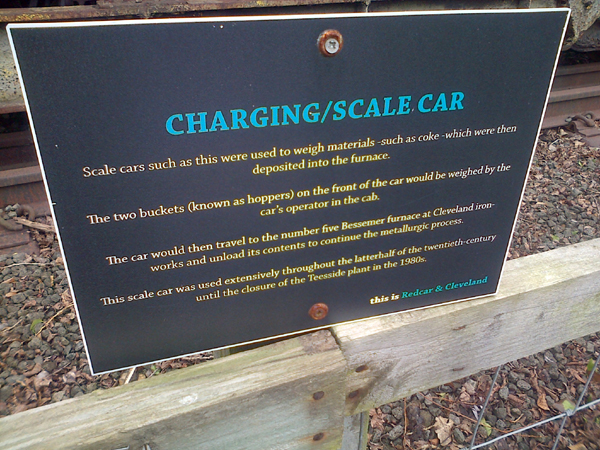 CHARGING/SCALE CAR
Scale cars such as this were used to weigh materials -such as coke -which were then
deposited into the furnace.
The two buckets (known as hoppers) on the front of the car would be weighed by the
car's operator in the cab.
The car would then travel to the number five Bessemer furnace at Cleveland iron-
works and unload its contents to continue the metallurgic process.
This scale car was used extensively throughout the latterhalf of the twentieth-century
until the closure of the Teesside plant in the 1980s.
this is Redcar & Cleveland